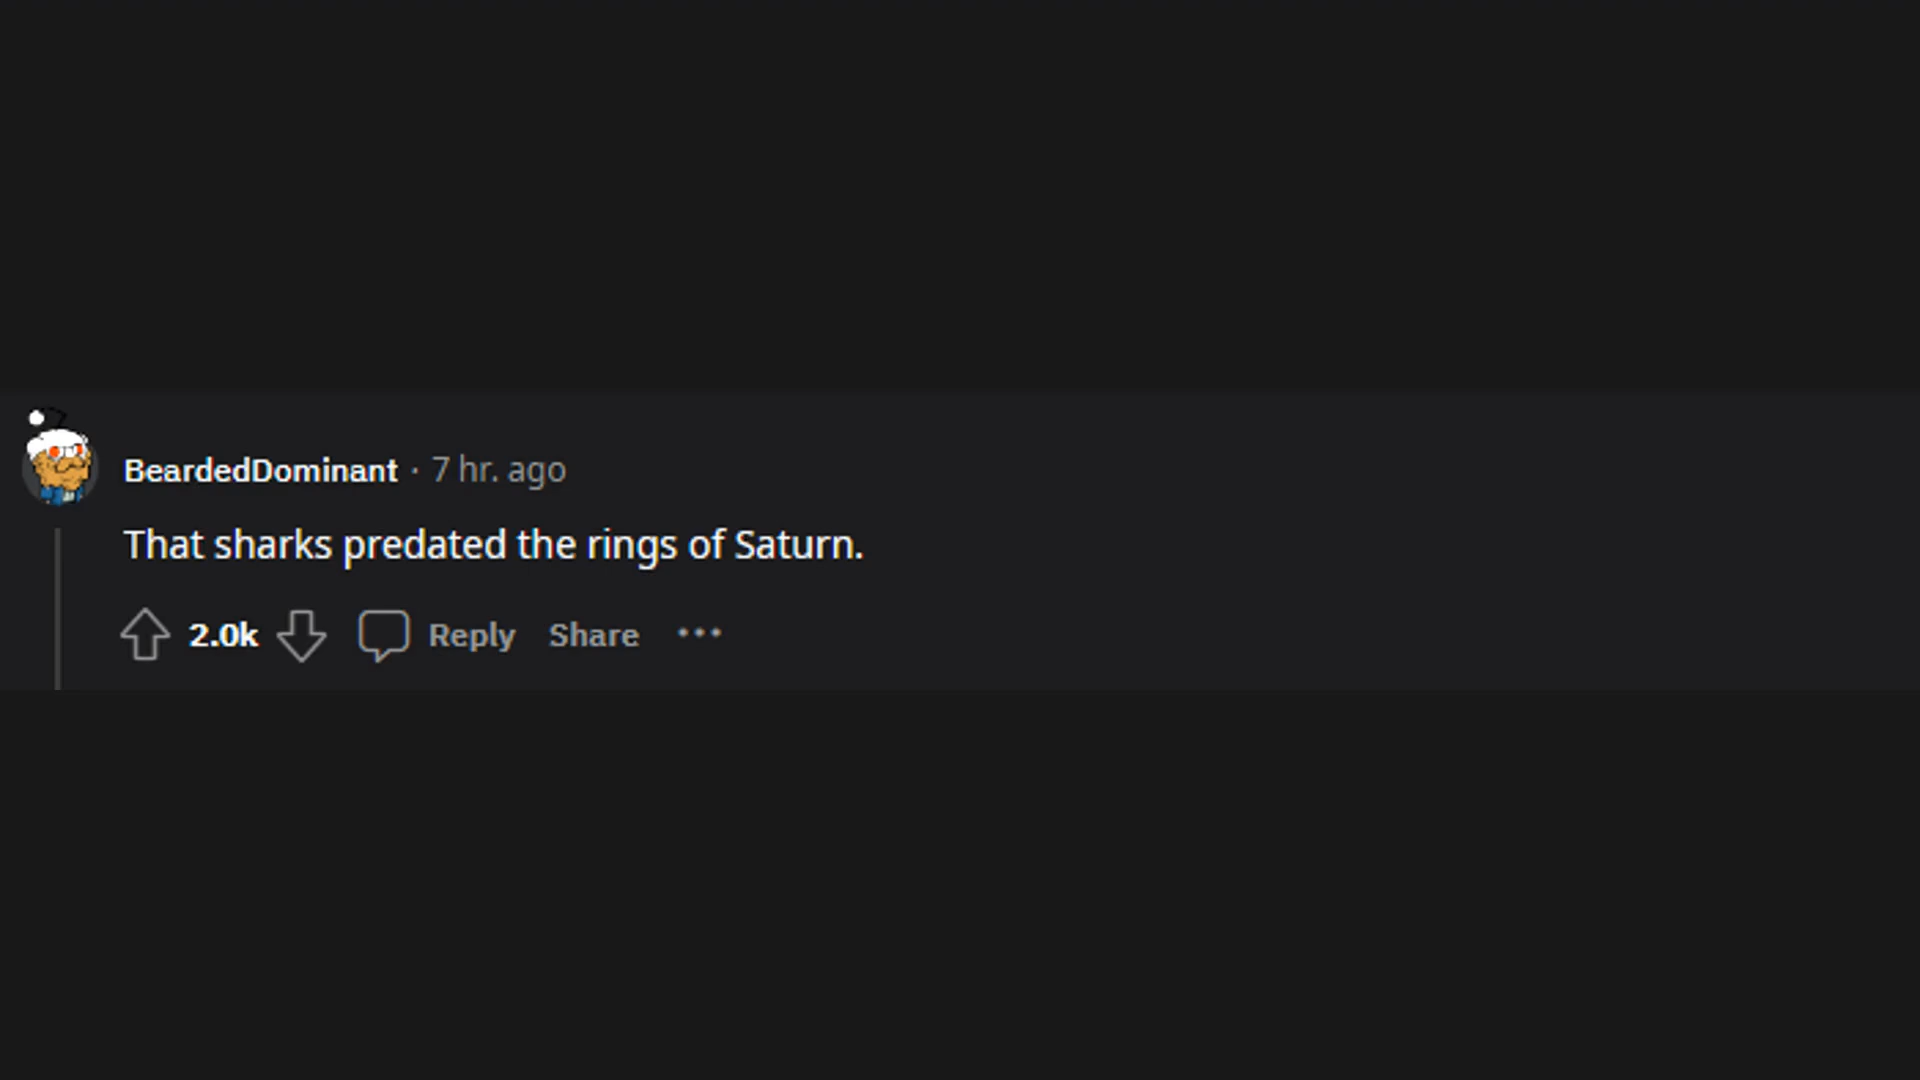 BeardedDominant · 7 hr. ago
That sharks predated the rings of Saturn.
2.0k Reply Share ...